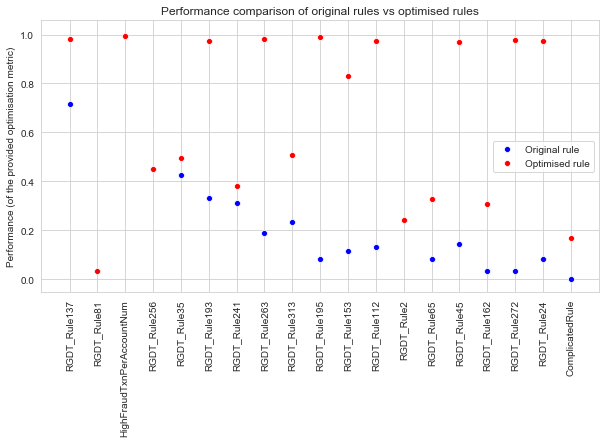 Performance comparison of original rules vs optimised rules
Performance (of the provided optimisation metric)
1.0
0.8
0.6
0.4
0.2
0.0
Original rule
Optimised rule
RGDT_Rule137
RGDT_Rule81
HighFraudTxnPerAccountNum
RGDT_Rule256
RGDT_Rule35
RGDT_Rule193
RGDT_Rule241
RGDT_Rule263
RGDT_Rule313
RGDT_Rule195
RGDT_Rule153
RGDT_Rule112
RGDT_Rule2
RGDT_Rule65
RGDT_Rule45
RGDT_Rule162
RGDT_Rule272
RGDT_Rule24
ComplicatedRule